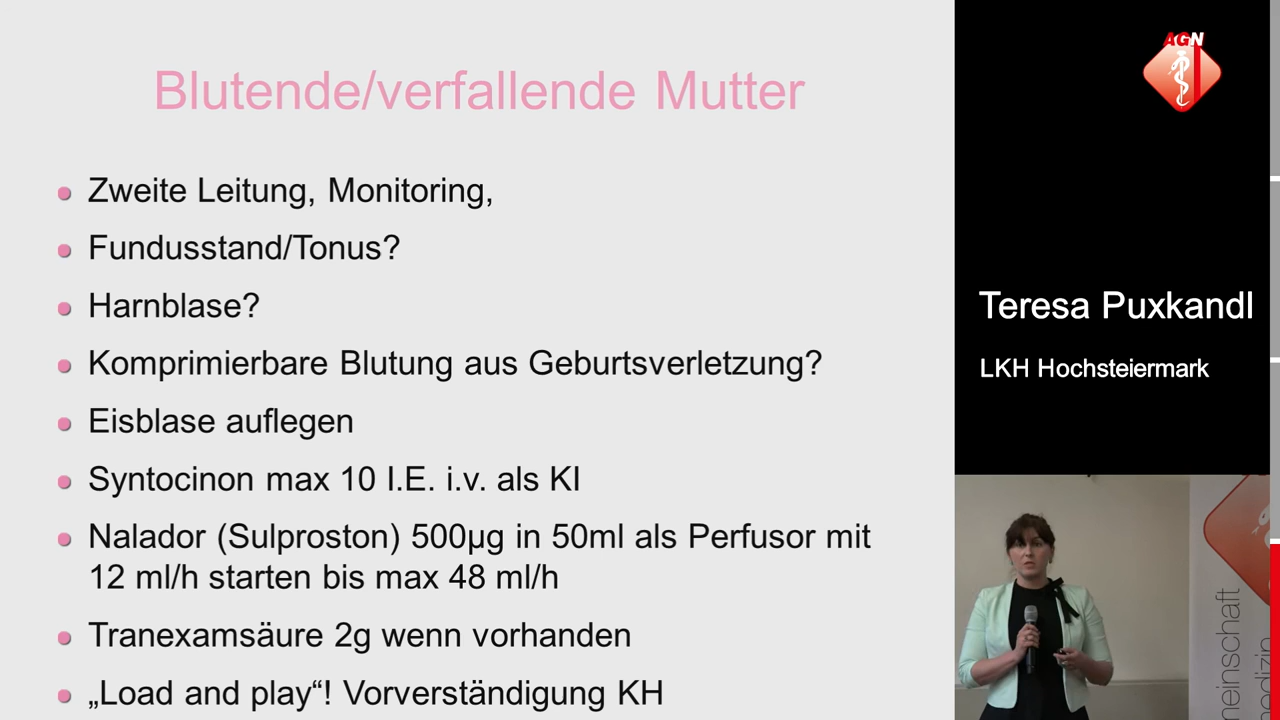 Blutende/verfallende Mutter
Zweite Leitung, Monitoring,
Fundusstand/Tonus?
Harnblase?
Komprimierbare Blutung aus Geburtsverletzung?
Eisblase auflegen
Syntocinon max 10 I.E. i.v. als KI
Nalador (Sulproston) 500µg in 50ml als Perfusor mit
12 ml/h starten bis max 48 ml/h
Tranexamsäure 2g wenn vorhanden
„Load and play“! Vorverständigung KH
AGN
Teresa Puxkandl
LKH Hochsteiermark